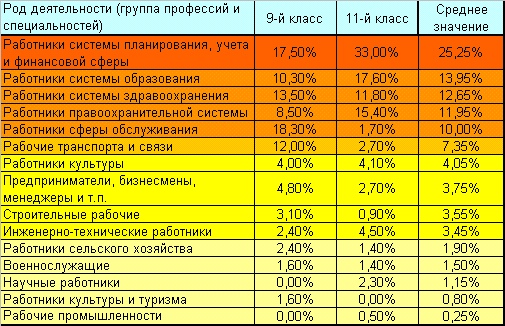 Род деятельности (группа профессий и специальностей) 9-й класс 11-й класс Среднее значение
Работники системы планирования, учета и финансовой сферы 17,50% 33,00% 25,25%
Работники системы образования 10,30% 17,60% 13,95%
Работники системы здравоохранения 13,50% 11,80% 12,65%
Работники правоохранительной системы 8,50% 15,40% 11,95%
Работники сферы обслуживания 18,30% 1,70% 10,00%
Рабочие транспорта и связи 12,00% 2,70% 7,35%
Работники культуры 4,00% 4,10% 4,05%
Предприниматели, бизнесмены, менеджеры и т.п. 4,80% 2,70% 3,75%
Строительные рабочие 3,10% 0,90% 3,55%
Инженерно-технические работники 2,40% 4,50% 3,45%
Работники сельского хозяйства 2,40% 1,40% 1,90%
Военнослужащие 1,60% 1,40% 1,50%
Научные работники 0,00% 2,30% 1,15%
Работники культуры и туризма 1,60% 0,00% 0,80%
Рабочие промышленности 0,00% 0,50% 0,25%